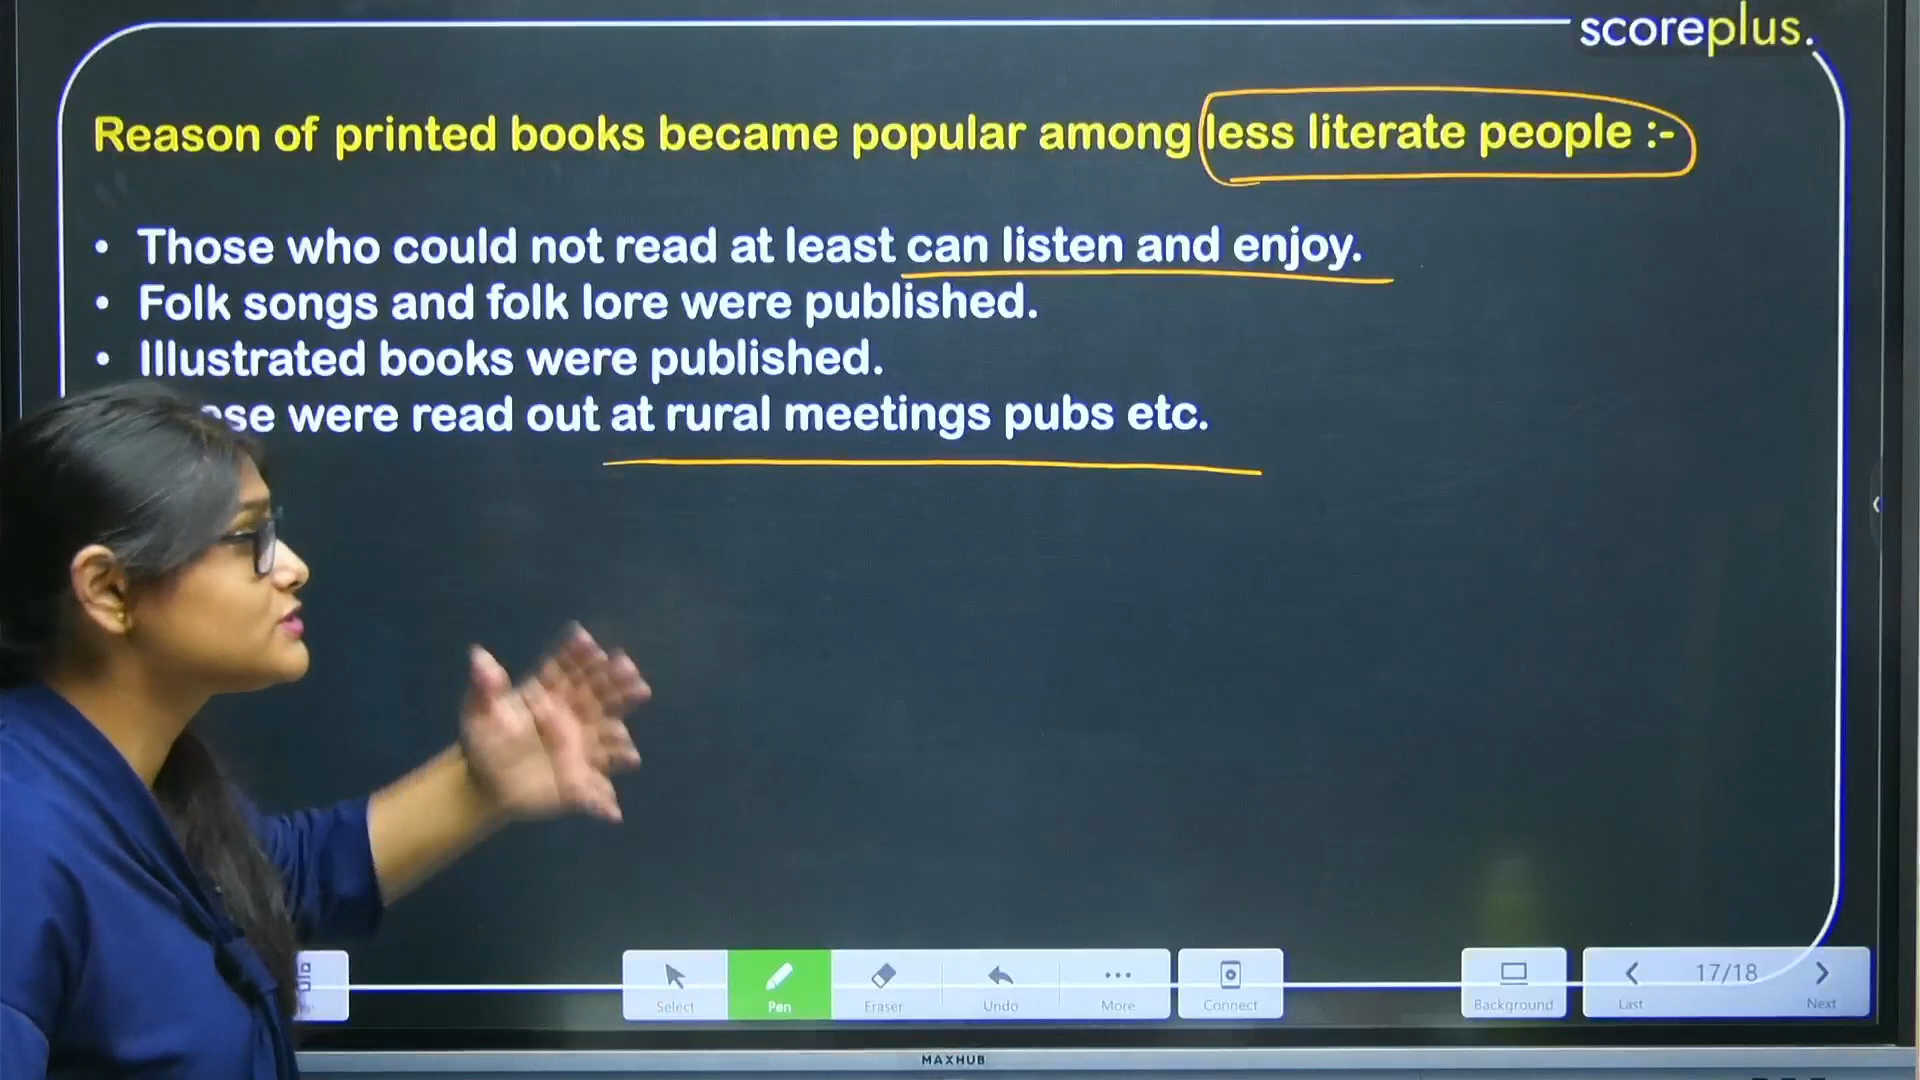 scoreplus.
Reason of printed books became popular among less literate people :-
• Those who could not read at least can listen and enjoy.
• Folk songs and folk lore were published.
• Illustrated books were published.
were read out at rural meetings pubs etc.
Select
Pen
Eraser
Undo
More
Connect
Background
17/18
Last
Next
MAXHUB